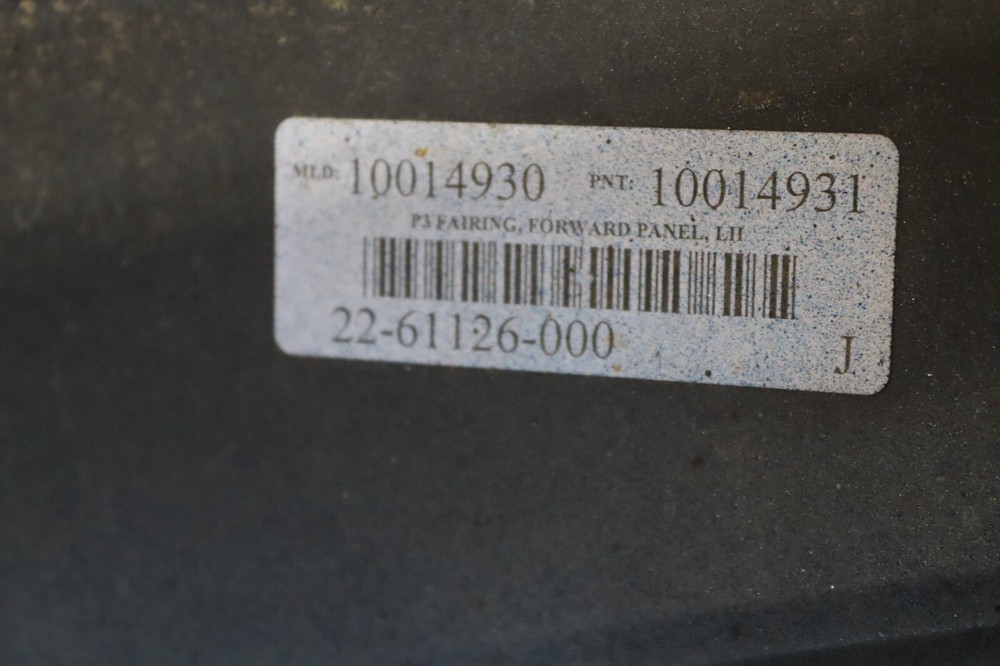 MLD: 10014930 PNT: 10014931
P3 FAIRING, FORWARD PANEL, LH
22-61126-000 J